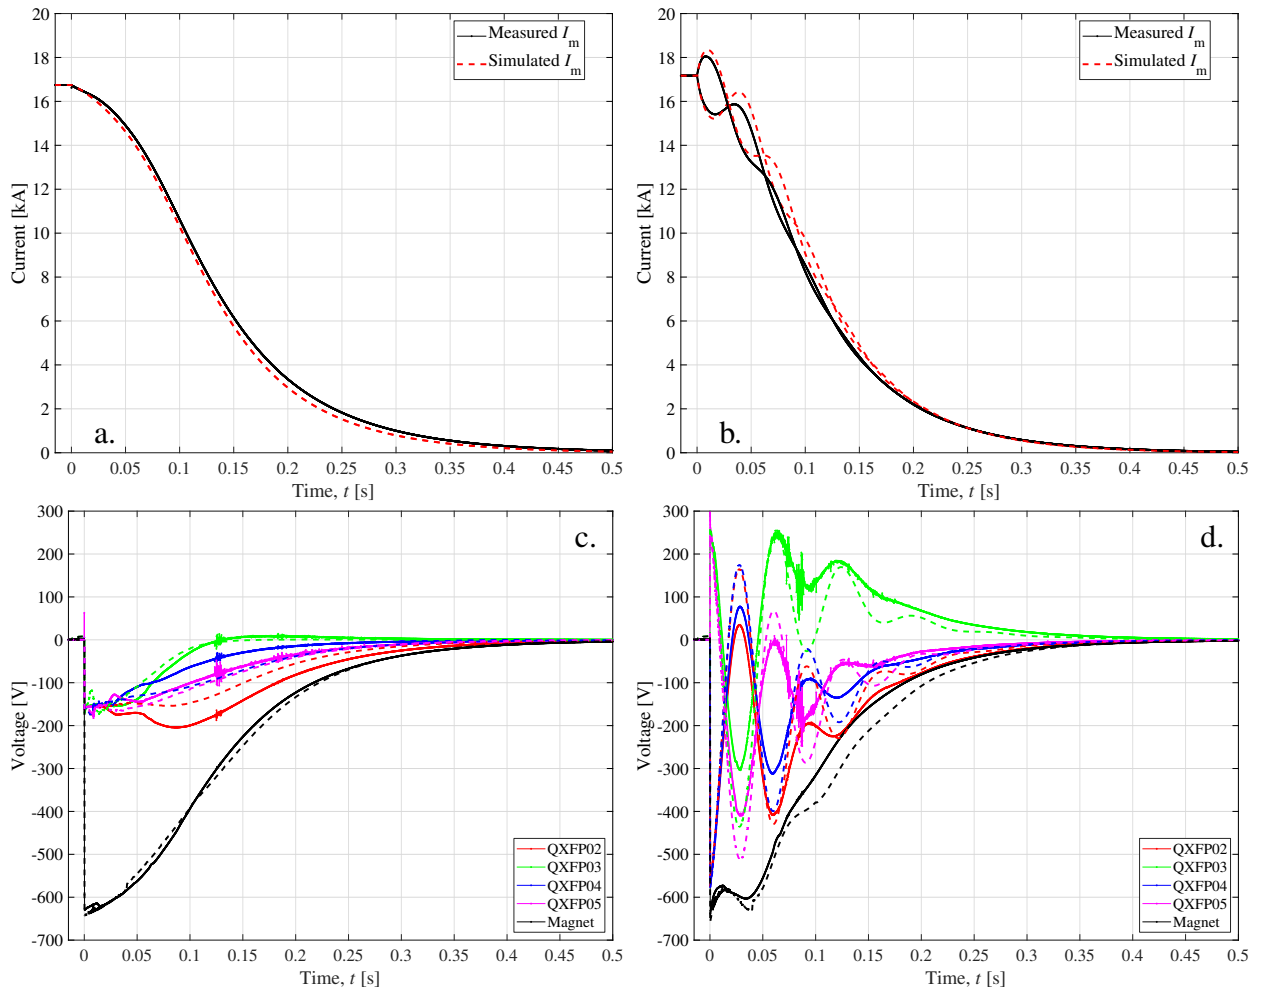 20
18
16
14
12
10
8
6
4
2
0
Current [kA]
Measured I_m
Simulated I_m
a.
0 0.05 0.1 0.15 0.2 0.25 0.3 0.35 0.4 0.45 0.5
Time, t [s]
20
18
16
14
12
10
8
6
4
2
0
Current [kA]
Measured I_m
Simulated I_m
b.
0 0.05 0.1 0.15 0.2 0.25 0.3 0.35 0.4 0.45 0.5
Time, t [s]
300
200
100
0
-100
-200
-300
-400
-500
-600
-700
Voltage [V]
c.
QXFP02
QXFP03
QXFP04
QXFP05
Magnet
0 0.05 0.1 0.15 0.2 0.25 0.3 0.35 0.4 0.45 0.5
Time, t [s]
300
200
100
0
-100
-200
-300
-400
-500
-600
-700
Voltage [V]
d.
QXFP02
QXFP03
QXFP04
QXFP05
Magnet
0 0.05 0.1 0.15 0.2 0.25 0.3 0.35 0.4 0.45 0.5
Time, t [s]